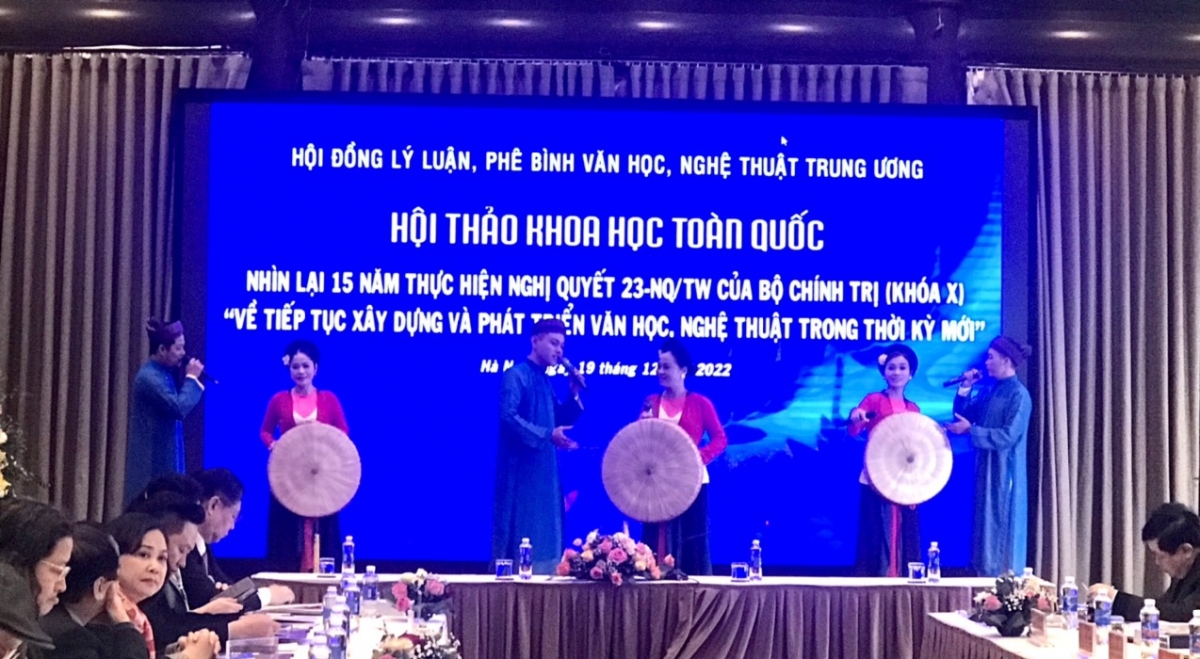 HỘI ĐỒNG LÝ LUẬN, PHÊ BÌNH VĂN HỌC, NGHỆ THUẬT TRUNG ƯƠNG
HỘI THẢO KHOA HỌC TOÀN QUỐC
NHÌN LẠI 15 NĂM THỰC HIỆN NGHỊ QUYẾT 23-NQ/TW CỦA BỘ CHÍNH TRỊ (KHÓA X)
“VỀ TIẾP TỤC XÂY DỰNG VÀ PHÁT TRIỂN VĂN HỌC, NGHỆ THUẬT TRONG THỜI KỲ MỚI”
Hà 19 tháng 12 2022